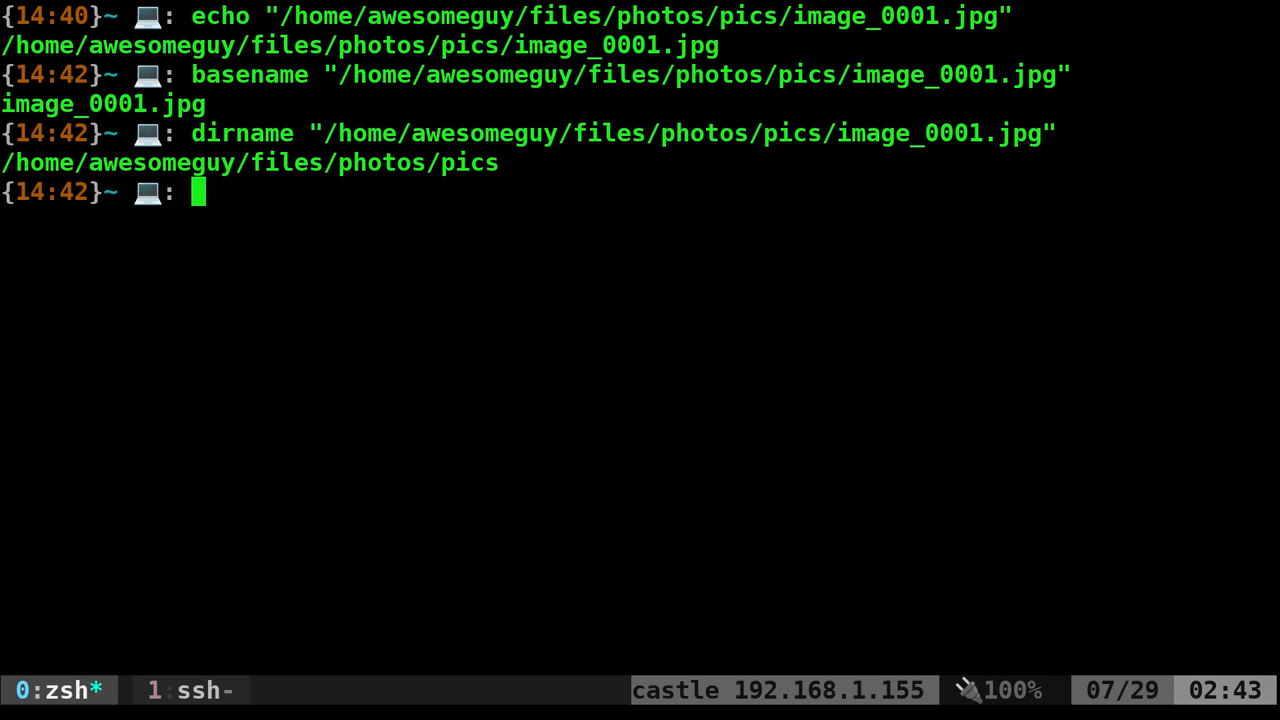 {14:40}~ 💻: echo "/home/awesomeguy/files/photos/pics/image_0001.jpg"
/home/awesomeguy/files/photos/pics/image_0001.jpg
{14:42}~ 💻: basename "/home/awesomeguy/files/photos/pics/image_0001.jpg"
image_0001.jpg
{14:42}~ 💻: dirname "/home/awesomeguy/files/photos/pics/image_0001.jpg"
/home/awesomeguy/files/photos/pics
{14:42}~ 💻:
0:zsh* 1:ssh- castle 192.168.1.155 🔌100% 07/29 02:43